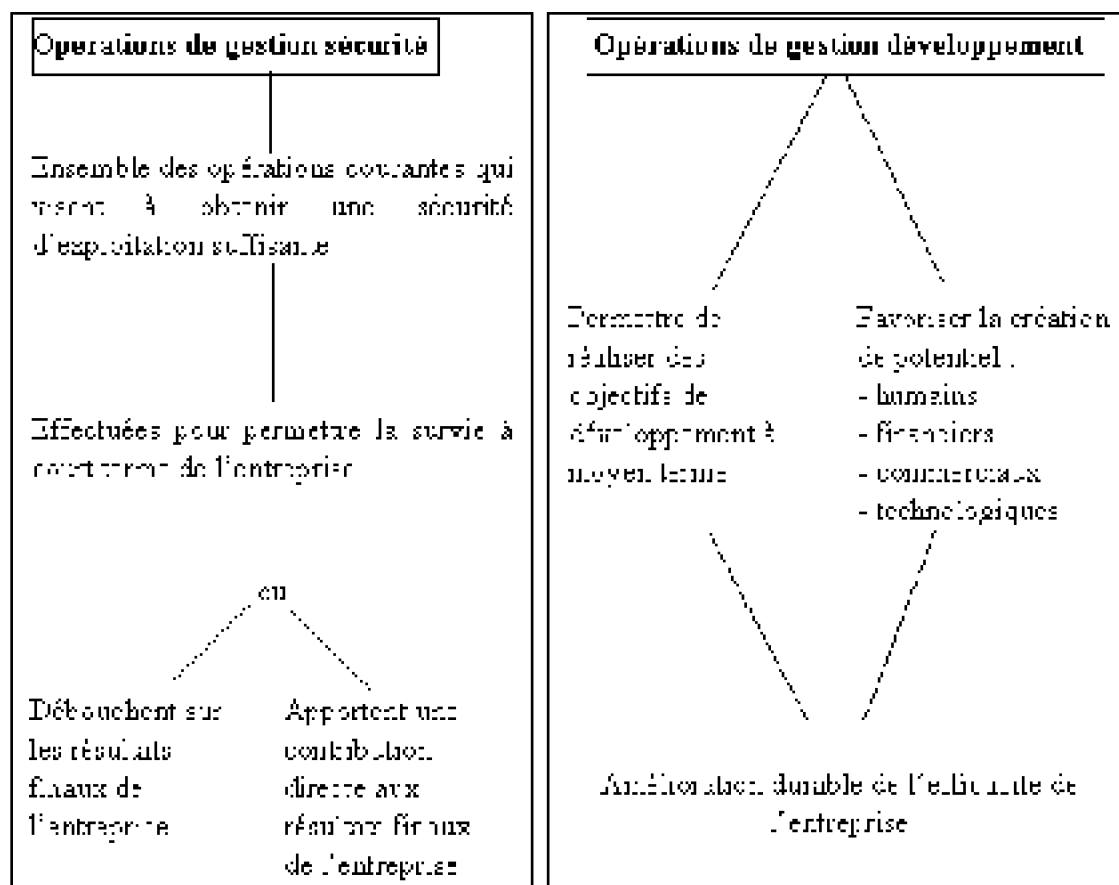 Operations de gestion sécurité
Ensemble des opérations courantes qui
visent à obtenir une sécurité
d'exploitation suffisante
Effectuées pour permettre la survie à
court terme de l'entreprise
ou
Débouchent sur
les résultats
finaux de
l'entreprise
Apportent une
contribution
directe aux
résultats finaux
de l'entreprise
Opérations de gestion développement
Permettre de
réaliser des
objectifs de
développement à
moyen terme
Favoriser la création
de potentiel :
- humains
- financiers
- commerciaux
- technologiques
Amélioration durable de l'efficacité de
l'entreprise